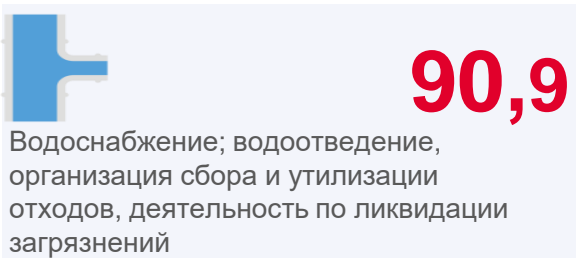 90,9
Водоснабжение; водоотведение,
организация сбора и утилизации
отходов, деятельность по ликвидации
загрязнений